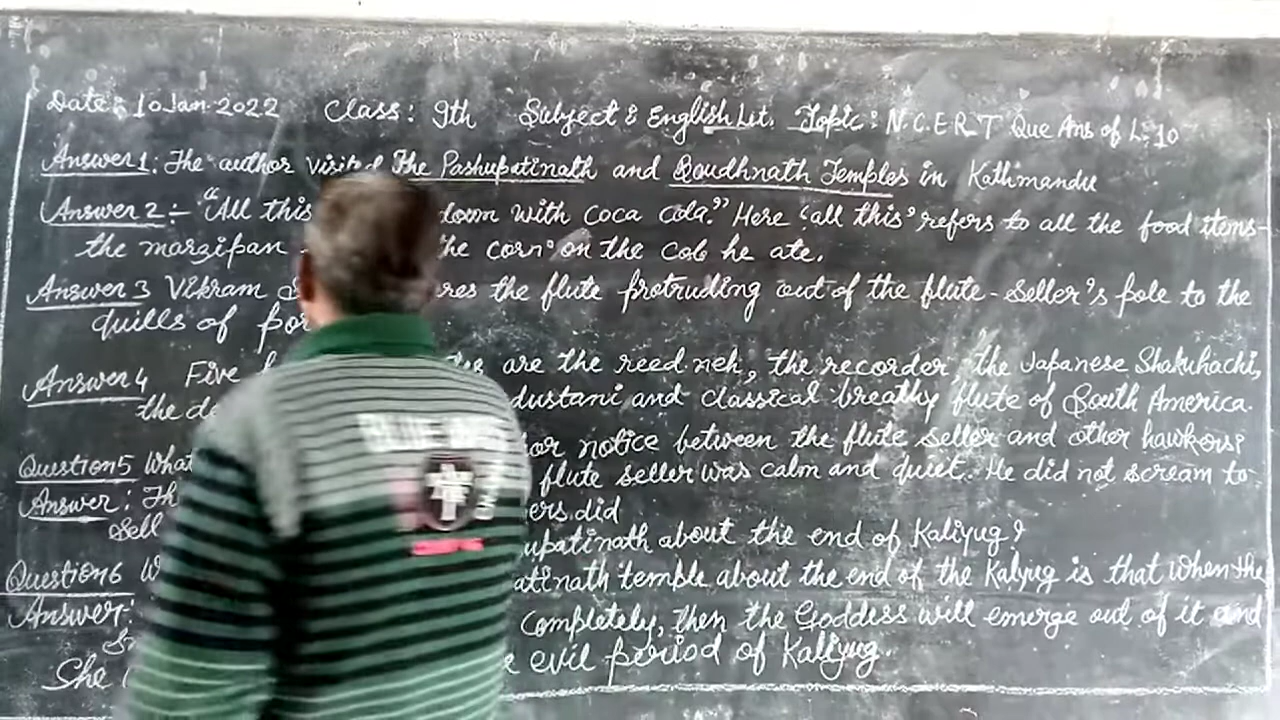 Date: 10 Jan 2022 Class: 9th Subject: English Lit. Topic: N.C.E.R.T Que Ans of L: 10
Answer 1: The author visited The Pashupatinath and Boudhnath Temples in Kathmandu
Answer 2:- "All this down with coca cola." Here 'all this' refers to all the food items-
the marzipan the corn on the cob he ate.
Answer 3 Vikram res the flute protruding out of the flute-seller's pole to the
quills of por
Answer 4 Five are the reed neh, the recorder, the Japanese Shakuhachi,
the de dustani and classical breathy flute of South America.
Question 5 What or notice between the flute seller and other hawkers?
Answer: Th flute seller was calm and quiet. He did not scream to
sell ers did
Question 6 W upatinath about the end of Kaliyug?
Answer: atinath temple about the end of the Kalyug is that when the
completely, then the Goddess will emerge out of it and
She evil period of Kaliyug.